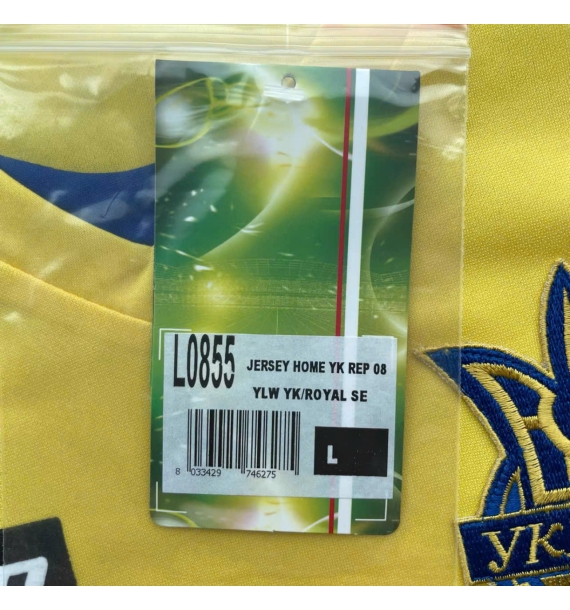 L0855
JERSEY HOME YK REP 08
YLW YK/ROYAL SE
L
8 033429 746275
УК